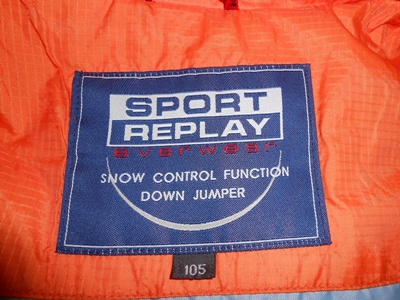 SPORT
REPLAY
everwear
SNOW CONTROL FUNCTION
DOWN JUMPER
105